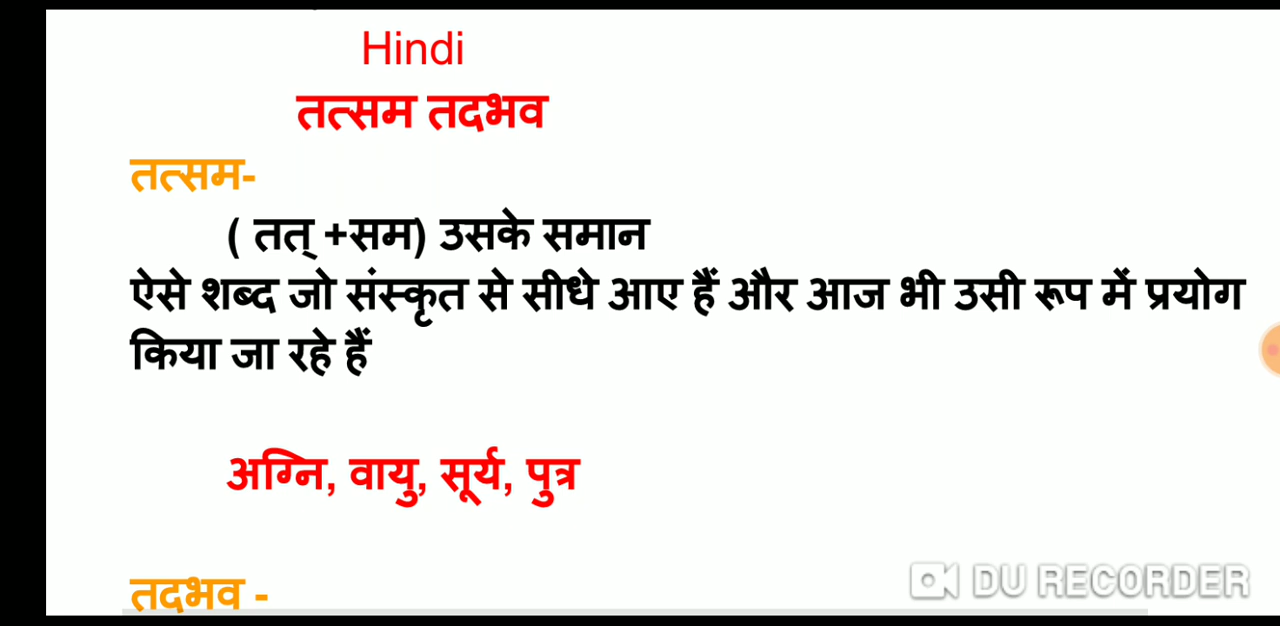 Hindi
तत्सम तदभव
तत्सम-
( तत् +सम) उसके समान
ऐसे शब्द जो संस्कृत से सीधे आए हैं और आज भी उसी रूप में प्रयोग
किया जा रहे हैं
अग्नि, वायु, सूर्य, पुत्र
तदभव -
DU RECORDER